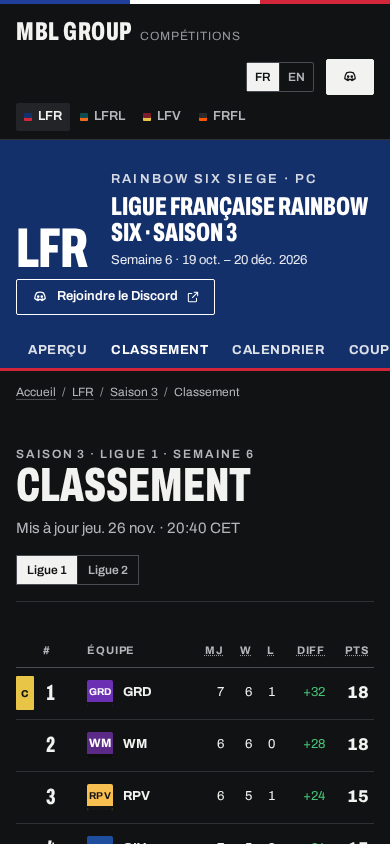 MBL GROUP COMPÉTITIONS
FR EN
LFR LFRL LFV FRFL
RAINBOW SIX SIEGE · PC
LFR
LIGUE FRANÇAISE RAINBOW
SIX · SAISON 3
Semaine 6 · 19 oct. – 20 déc. 2026
Rejoindre le Discord
APERÇU CLASSEMENT CALENDRIER COUP
Accueil / LFR / Saison 3 / Classement
SAISON 3 · LIGUE 1 · SEMAINE 6
CLASSEMENT
Mis à jour jeu. 26 nov. · 20:40 CET
Ligue 1 Ligue 2
# ÉQUIPE MJ W L DIFF PTS
C 1 GRD GRD 7 6 1 +32 18
2 WM WM 6 6 0 +28 18
3 RPV RPV 6 5 1 +24 15